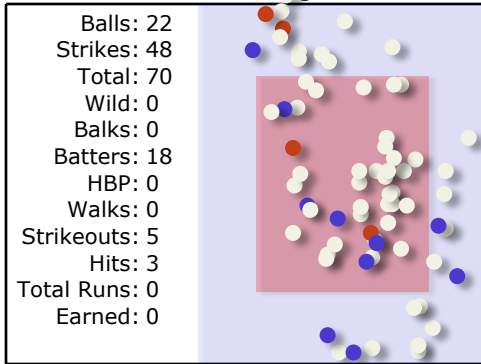 Balls: 22
Strikes: 48
Total: 70
Wild: 0
Balks: 0
Batters: 18
HBP: 0
Walks: 0
Strikeouts: 5
Hits: 3
Total Runs: 0
Earned: 0